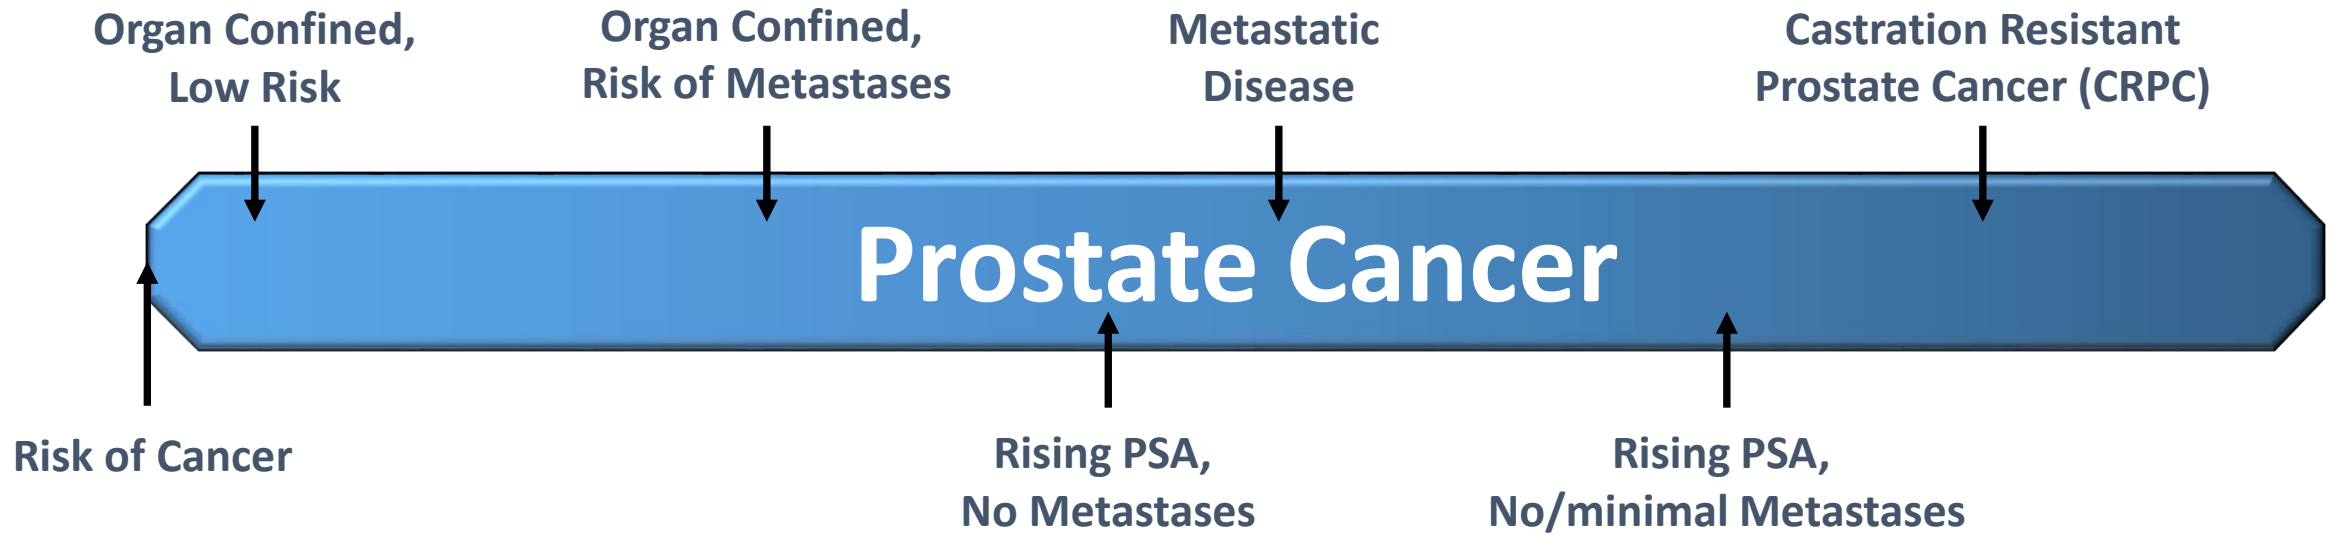 Organ Confined,
Low Risk
Organ Confined,
Risk of Metastases
Metastatic
Disease
Castration Resistant
Prostate Cancer (CRPC)
Prostate Cancer
Risk of Cancer
Rising PSA,
No Metastases
Rising PSA,
No/minimal Metastases